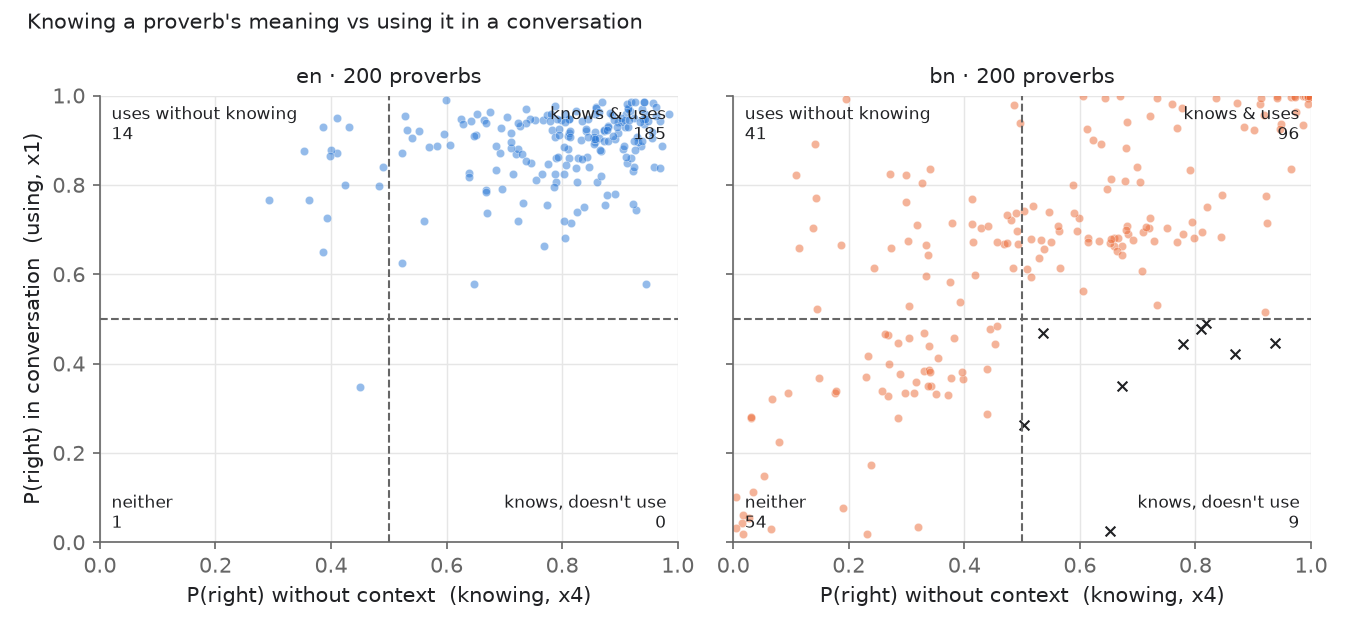 Knowing a proverb's meaning vs using it in a conversation
en · 200 proverbs
uses without knowing
14
knows & uses
185
neither
1
knows, doesn't use
0
1.0
0.8
0.6
0.4
0.2
0.0
0.0 0.2 0.4 0.6 0.8 1.0
P(right) in conversation (using, x1)
P(right) without context (knowing, x4)
bn · 200 proverbs
uses without knowing
41
knows & uses
96
neither
54
knows, doesn't use
9
0.0 0.2 0.4 0.6 0.8 1.0
P(right) without context (knowing, x4)